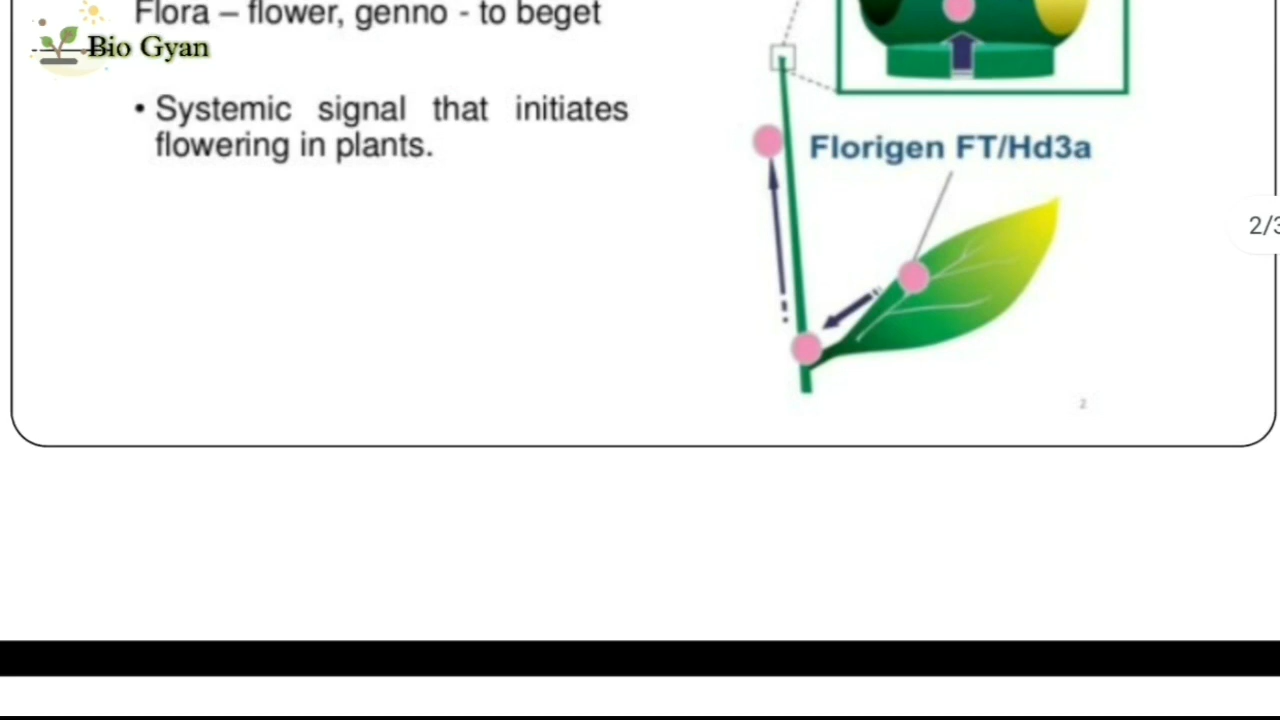 Flora – flower, genno - to beget
Bio Gyan
• Systemic signal that initiates
flowering in plants.
Florigen FT/Hd3a
2/3
2